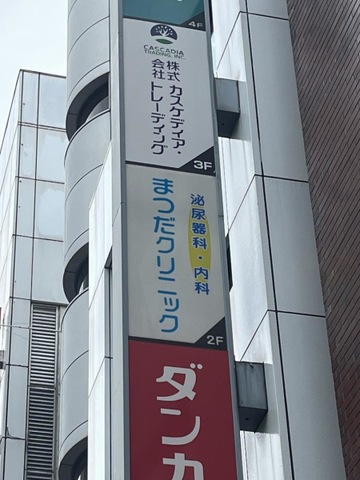 4F
CASCADIA
TRADING, INC.
株式会社
カスケディア・トレーディング
3F
泌尿器科・内科
まつだクリニック
2F
ダンカ